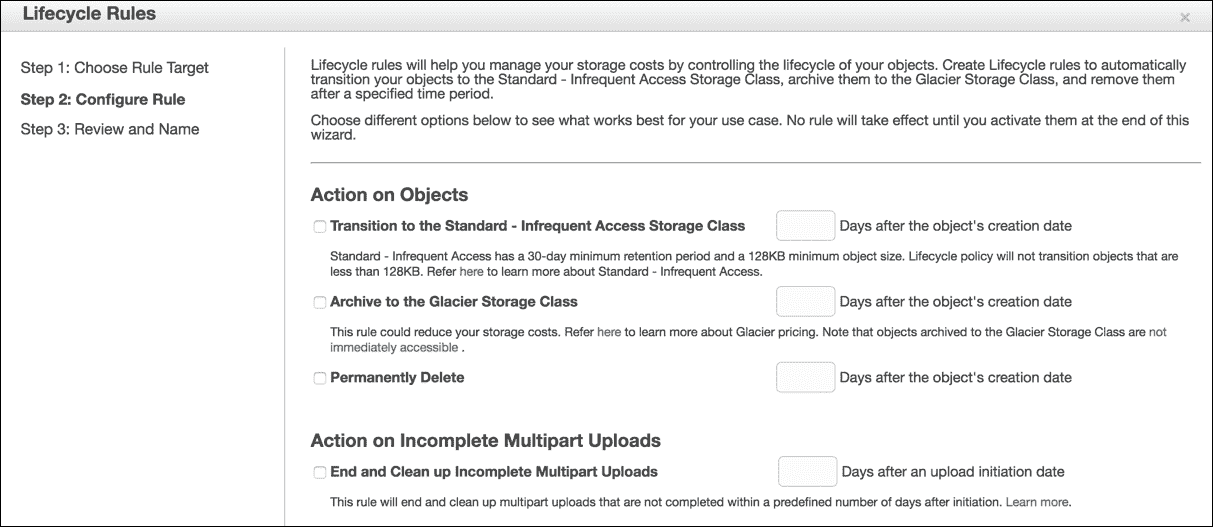 Lifecycle Rules
×
Step 1: Choose Rule Target
Step 2: Configure Rule
Step 3: Review and Name
Lifecycle rules will help you manage your storage costs by controlling the lifecycle of your objects. Create Lifecycle rules to automatically
transition your objects to the Standard - Infrequent Access Storage Class, archive them to the Glacier Storage Class, and remove them
after a specified time period.
Choose different options below to see what works best for your use case. No rule will take effect until you activate them at the end of this
wizard.
Action on Objects
Transition to the Standard - Infrequent Access Storage Class Days after the object's creation date
Standard - Infrequent Access has a 30-day minimum retention period and a 128KB minimum object size. Lifecycle policy will not transition objects that are
less than 128KB. Refer here to learn more about Standard - Infrequent Access.
Archive to the Glacier Storage Class Days after the object's creation date
This rule could reduce your storage costs. Refer here to learn more about Glacier pricing. Note that objects archived to the Glacier Storage Class are not
immediately accessible .
Permanently Delete Days after the object's creation date
Action on Incomplete Multipart Uploads
End and Clean up Incomplete Multipart Uploads Days after an upload initiation date
This rule will end and clean up multipart uploads that are not completed within a predefined number of days after initiation. Learn more.